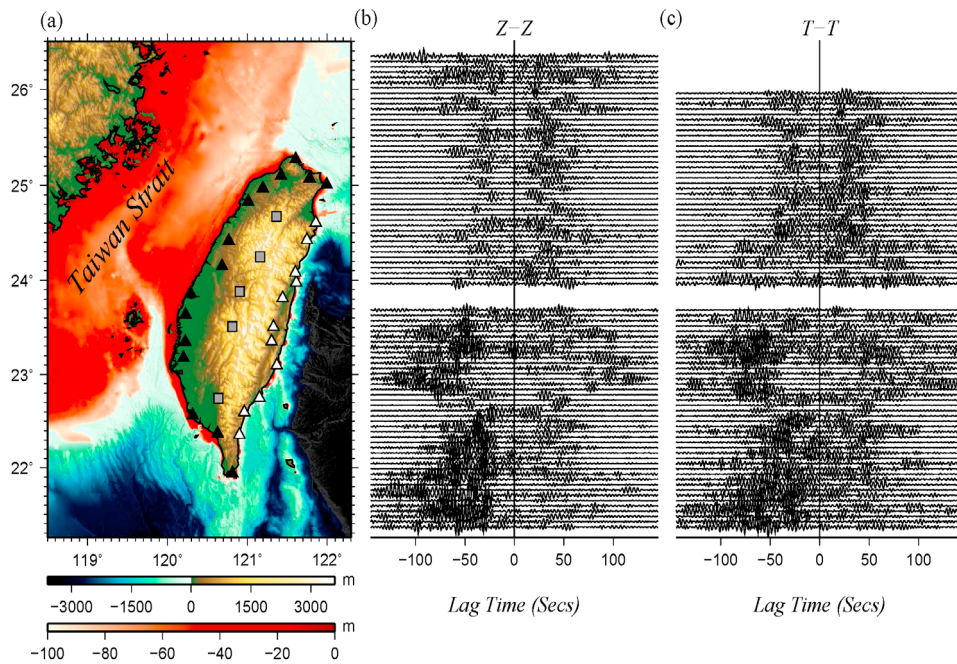 (a)
(b)
(c)
Z−Z
T−T
26°
25°
24°
23°
22°
Taiwan Strait
119°
120°
121°
122°
−100 −50 0 50 100
−100 −50 0 50 100
Lag Time (Secs)
Lag Time (Secs)
−3000 −1500 0 1500 3000 m
−100 −80 −60 −40 −20 0 m